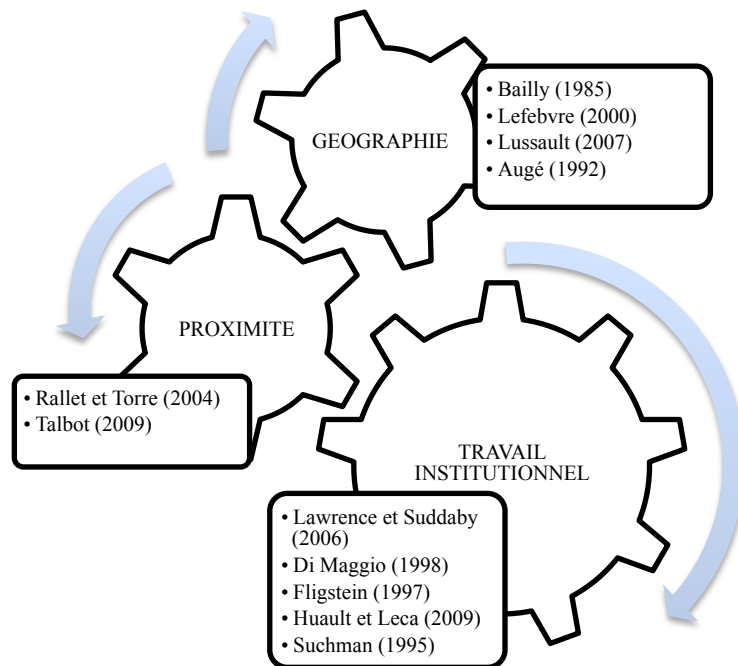 GEOGRAPHIE
• Bailly (1985)
• Lefebvre (2000)
• Lussault (2007)
• Augé (1992)
PROXIMITE
• Rallet et Torre (2004)
• Talbot (2009)
TRAVAIL
INSTITUTIONNEL
• Lawrence et Suddaby
(2006)
• Di Maggio (1998)
• Fligstein (1997)
• Huault et Leca (2009)
• Suchman (1995)